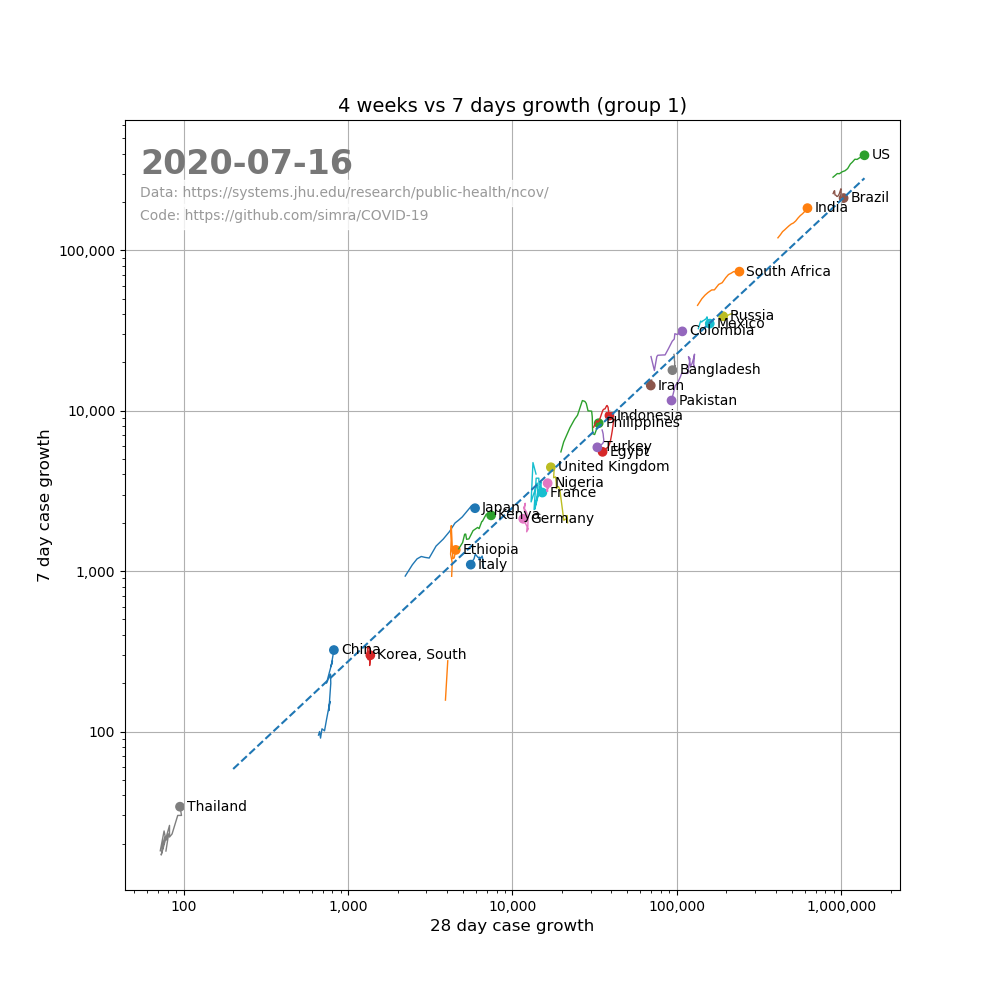 4 weeks vs 7 days growth (group 1)
2020-07-16
Data: https://systems.jhu.edu/research/public-health/ncov/
Code: https://github.com/simra/COVID-19
US
Brazil
India
South Africa
Russia
Mexico
Colombia
Bangladesh
Iran
Pakistan
Indonesia
Philippines
Turkey
Egypt
United Kingdom
Nigeria
France
Japan
Kenya
Germany
Ethiopia
Italy
China
Korea, South
Thailand
7 day case growth
100,000
10,000
1,000
100
100
1,000
10,000
100,000
1,000,000
28 day case growth